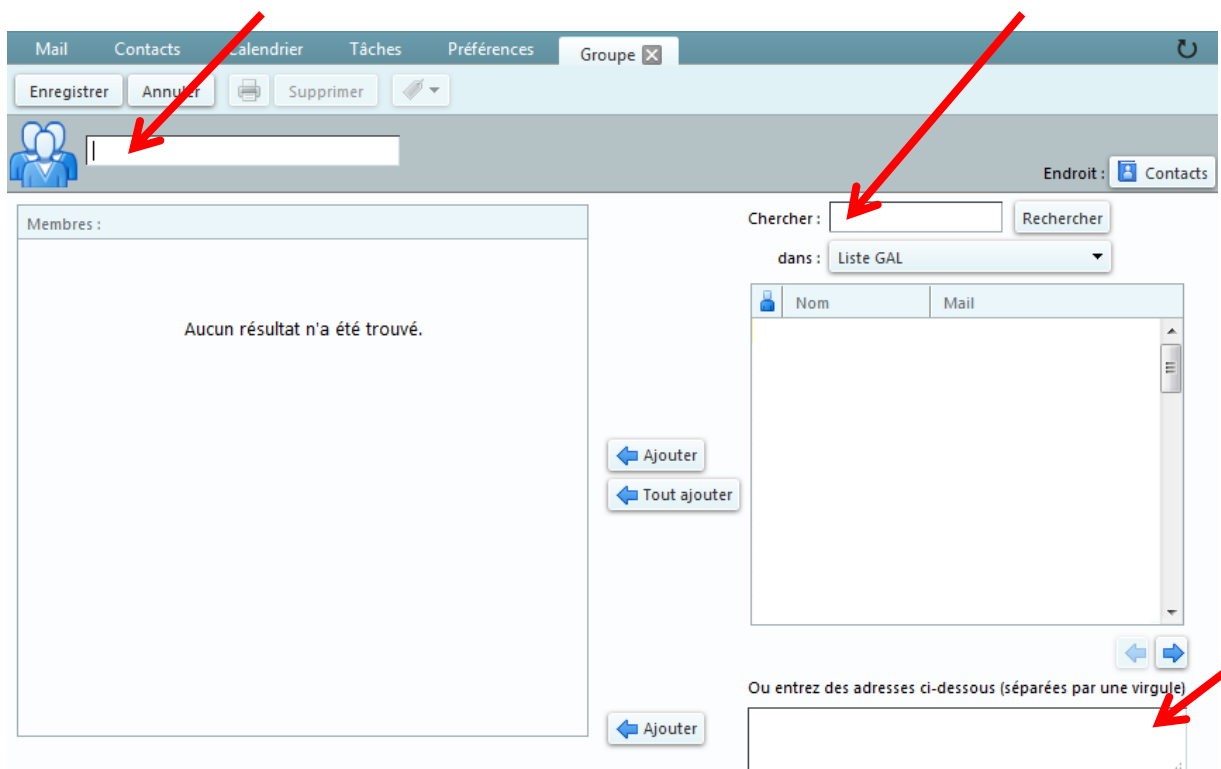 Mail Contacts Calendrier Tâches Préférences Groupe
Enregistrer Annuler Supprimer
Endroit : Contacts
Membres :
Aucun résultat n'a été trouvé.
Chercher : Rechercher
dans : Liste GAL
Nom Mail
Ajouter
Tout ajouter
Ou entrez des adresses ci-dessous (séparées par une virgule)
Ajouter